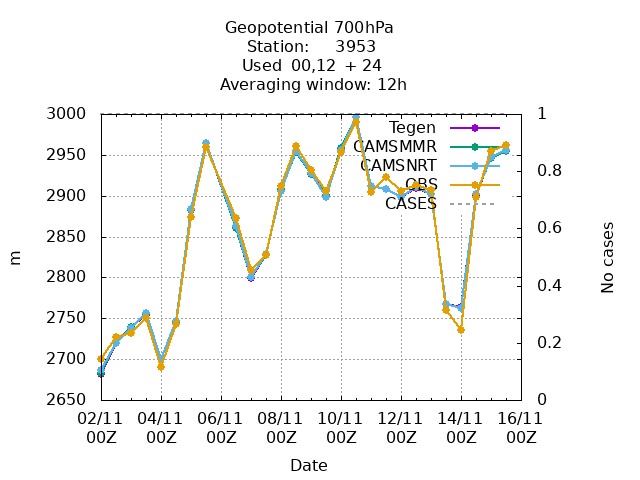 Geopotential 700hPa
Station: 3953
Used 00,12 + 24
Averaging window: 12h
3000
2950
2900
2850
2800
2750
2700
2650
m
1
0.8
0.6
0.4
0.2
0
No cases
Tegen
CAMSMMR
CAMSNRT
OBS
CASES
02/11 04/11 06/11 08/11 10/11 12/11 14/11 16/11
00Z 00Z 00Z 00Z 00Z 00Z 00Z 00Z
Date